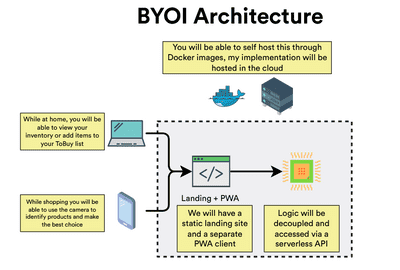 BYOI Architecture
You will be able to self host this through
Docker images, my implementation will be
hosted in the cloud
While at home, you will be
able to view your
inventory or add items to
your ToBuy list
</>
Landing + PWA
While shopping you will be
able to use the camera to
identify products and make
the best choice
We will have a
static landing site
and a separate
PWA client
Logic will be
decoupled and
accessed via a
serverless API